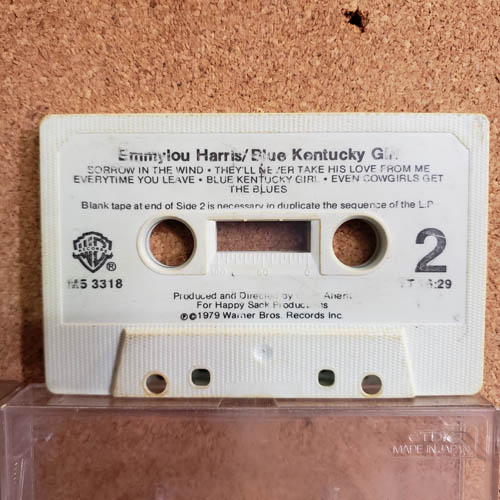 Emmylou Harris/Blue Kentucky Girl
SORROW IN THE WIND • THEY'LL NEVER TAKE HIS LOVE FROM ME
EVERYTIME YOU LEAVE • BLUE KENTUCKY GIRL • EVEN COWGIRLS GET
THE BLUES
Blank tape at end of Side 2 is necessary in duplicate the sequence of the L.P.
2
®
M5 3318
:29
Produced and Directed by
For Happy Sack Productions
℗©1979 Warner Bros. Records Inc.
TDK
MADE IN JAPAN